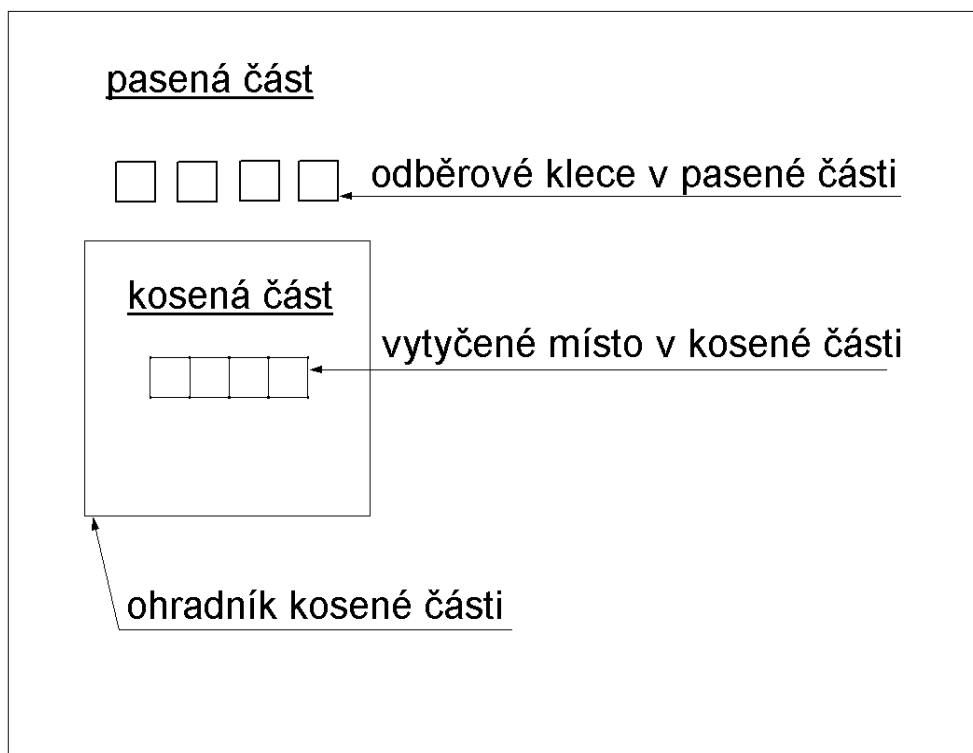 pasená část
odběrové klece v pasené části
kosená část
vytyčené místo v kosené části
ohradník kosené části